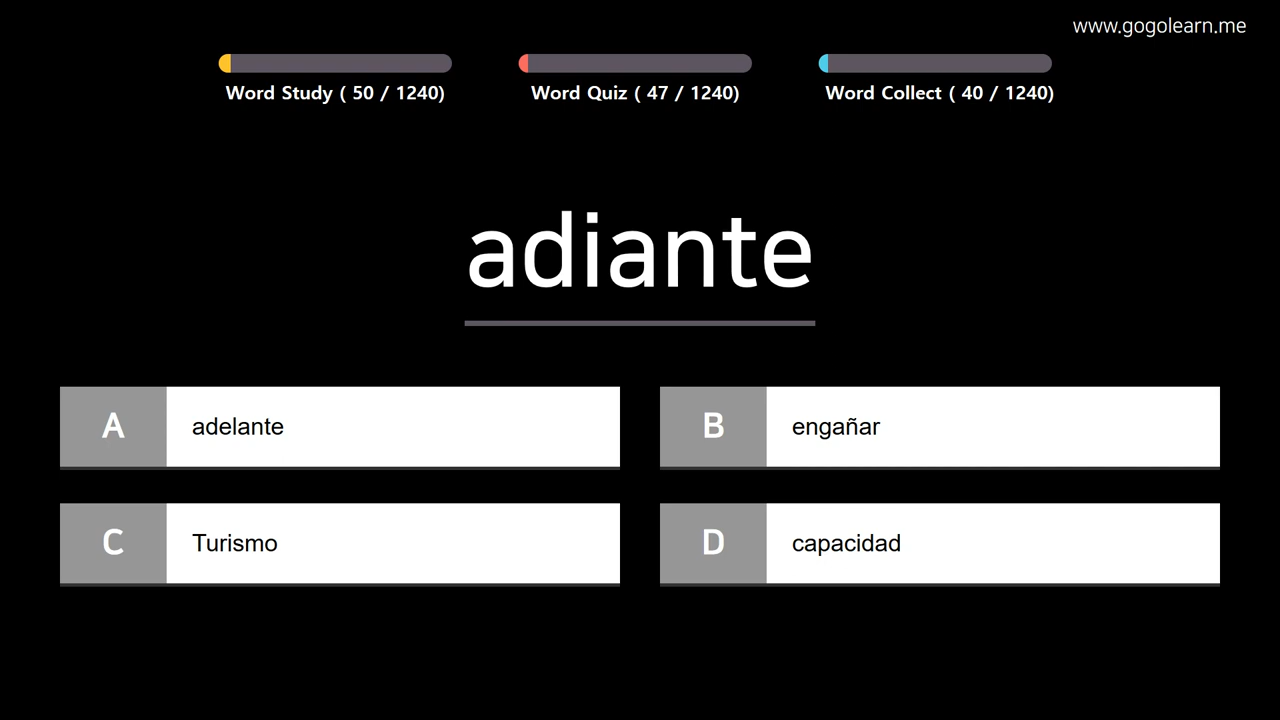 www.gogolearn.me
Word Study ( 50 / 1240)
Word Quiz ( 47 / 1240)
Word Collect ( 40 / 1240)
adiante
A adelante
B engañar
C Turismo
D capacidad